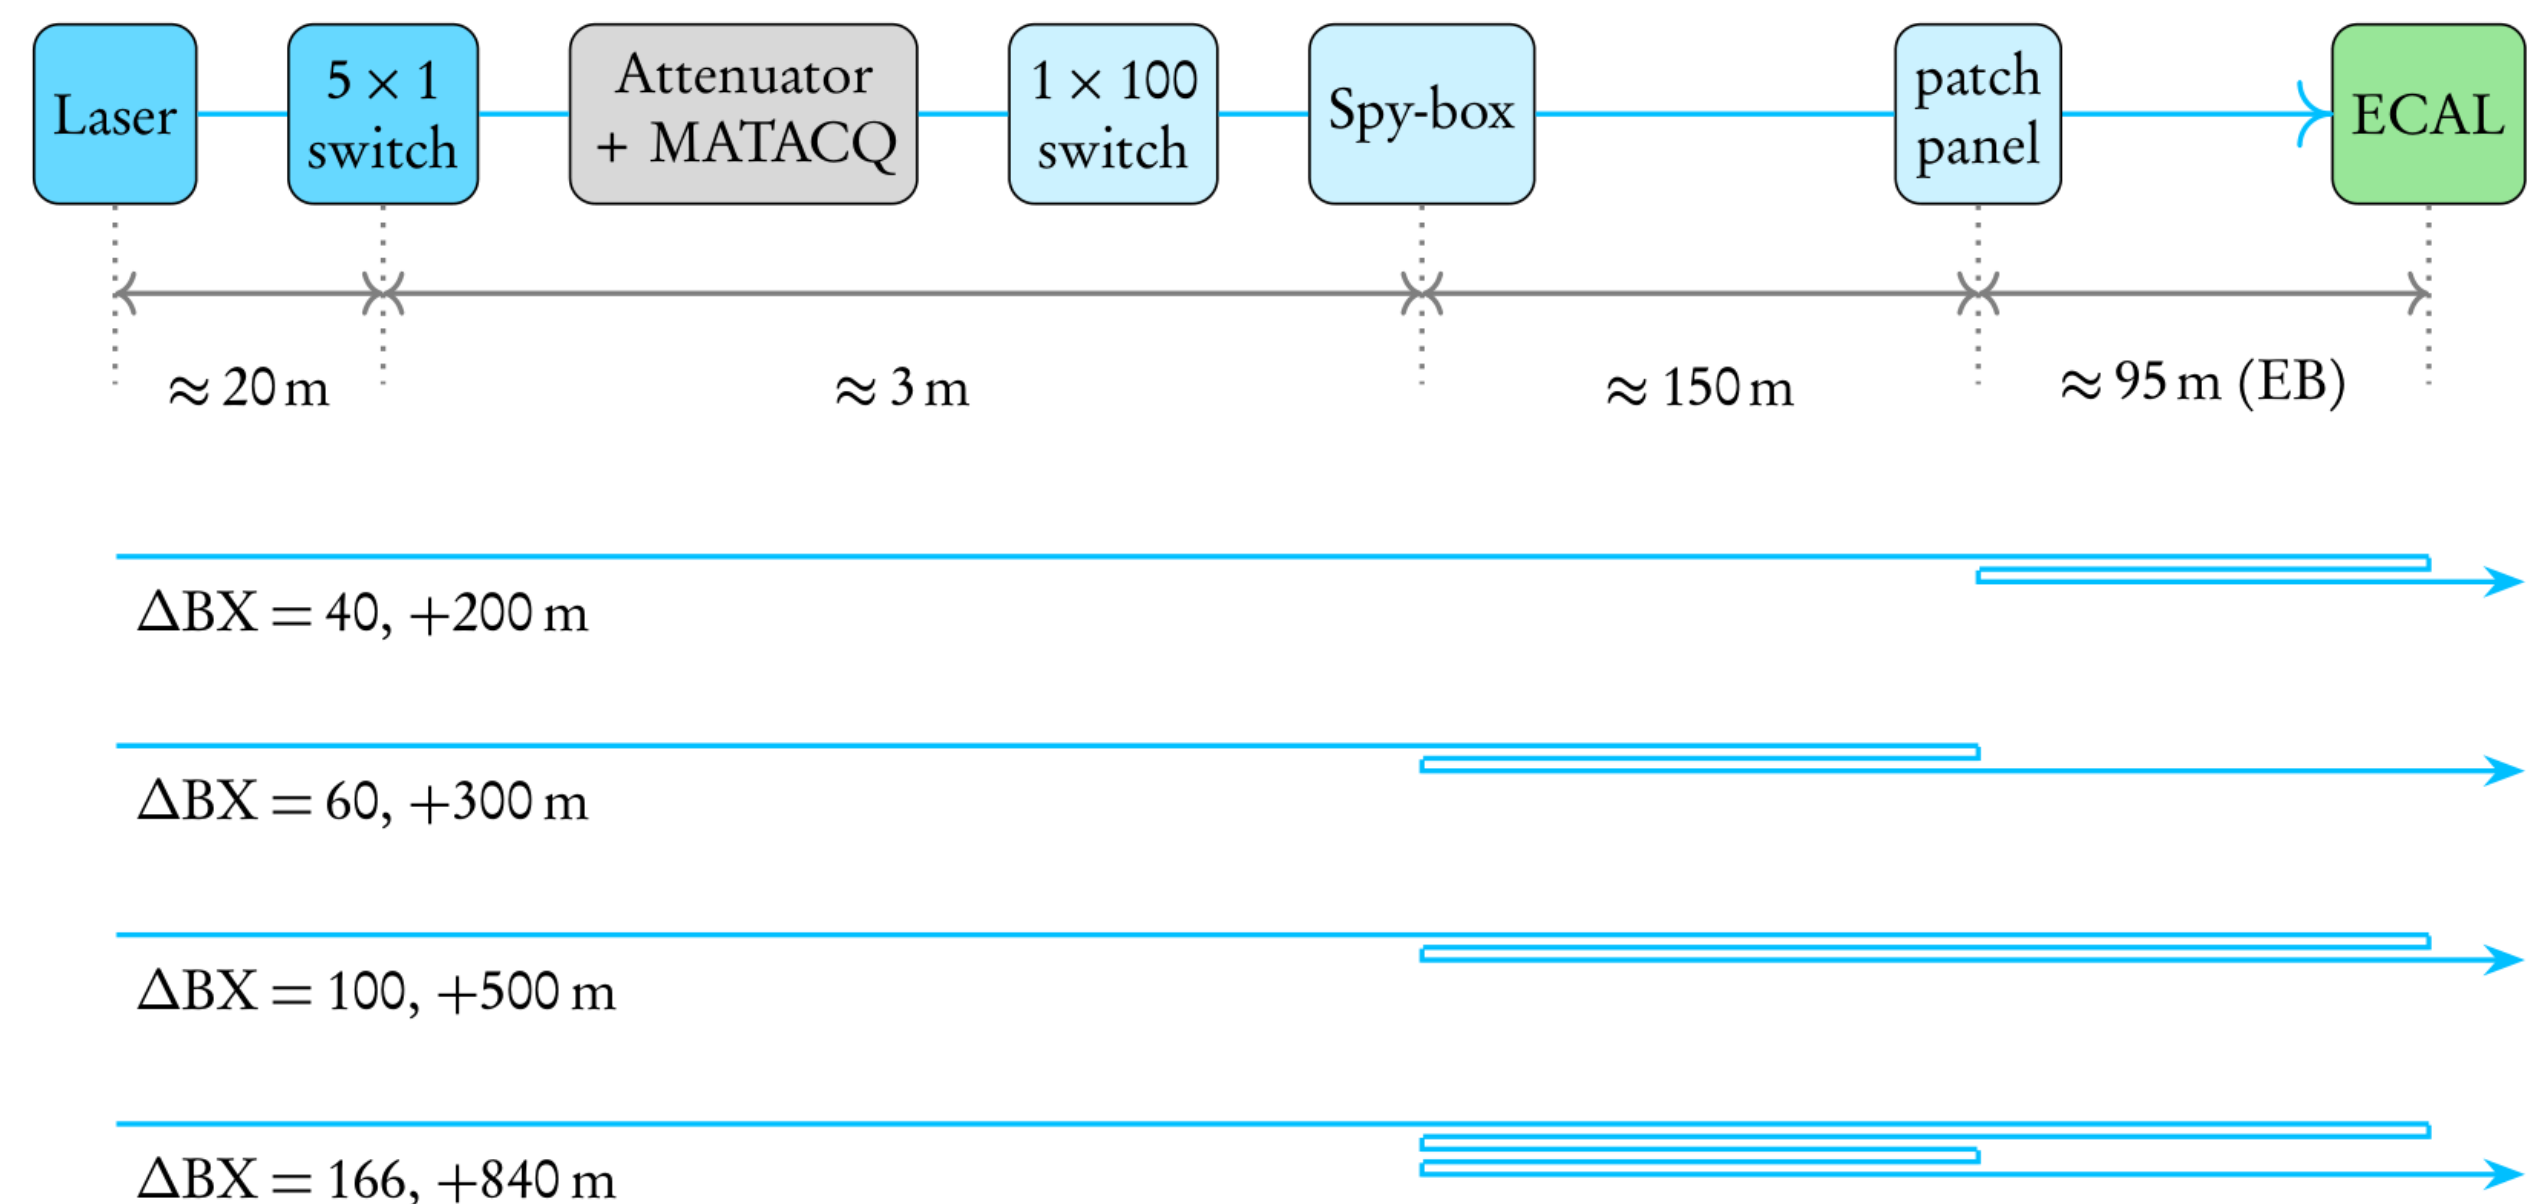 Laser
5 × 1
switch
Attenuator
+ MATACQ
1 × 100
switch
Spy-box
patch
panel
ECAL
≈ 20 m
≈ 3 m
≈ 150 m
≈ 95 m (EB)
ΔBX = 40, +200 m
ΔBX = 60, +300 m
ΔBX = 100, +500 m
ΔBX = 166, +840 m